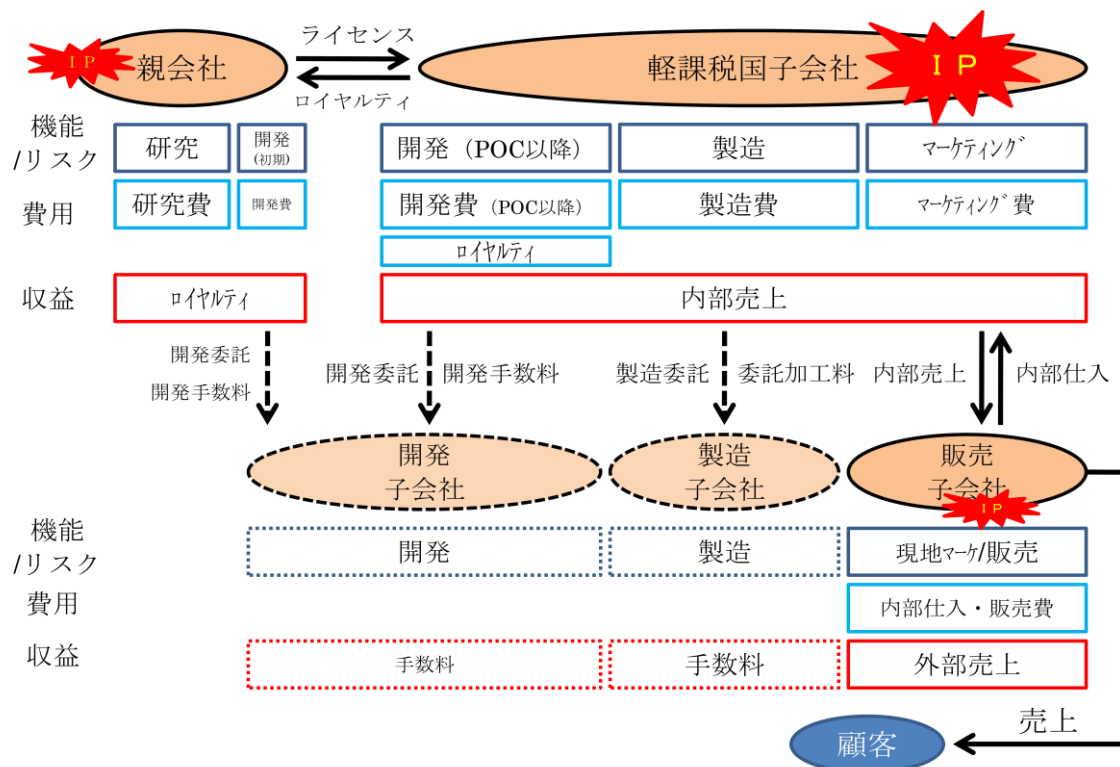 ＩＰ
親会社
ライセンス
ロイヤルティ
軽課税国子会社
ＩＰ
機能
/リスク
研究
開発
(初期)
開発（POC以降）
製造
ﾏｰｹﾃｨﾝｸﾞ
費用
研究費
開発費
開発費（POC以降）
製造費
ﾏｰｹﾃｨﾝｸﾞ費
ﾛｲﾔﾙﾃｨ
収益
ﾛｲﾔﾙﾃｨ
内部売上
開発委託
開発手数料
開発委託
開発手数料
製造委託
委託加工料
内部売上
内部仕入
開発
子会社
製造
子会社
販売
子会社
ＩＰ
機能
/リスク
開発
製造
現地ﾏｰｹ/販売
費用
内部仕入・販売費
収益
手数料
手数料
外部売上
売上
顧客